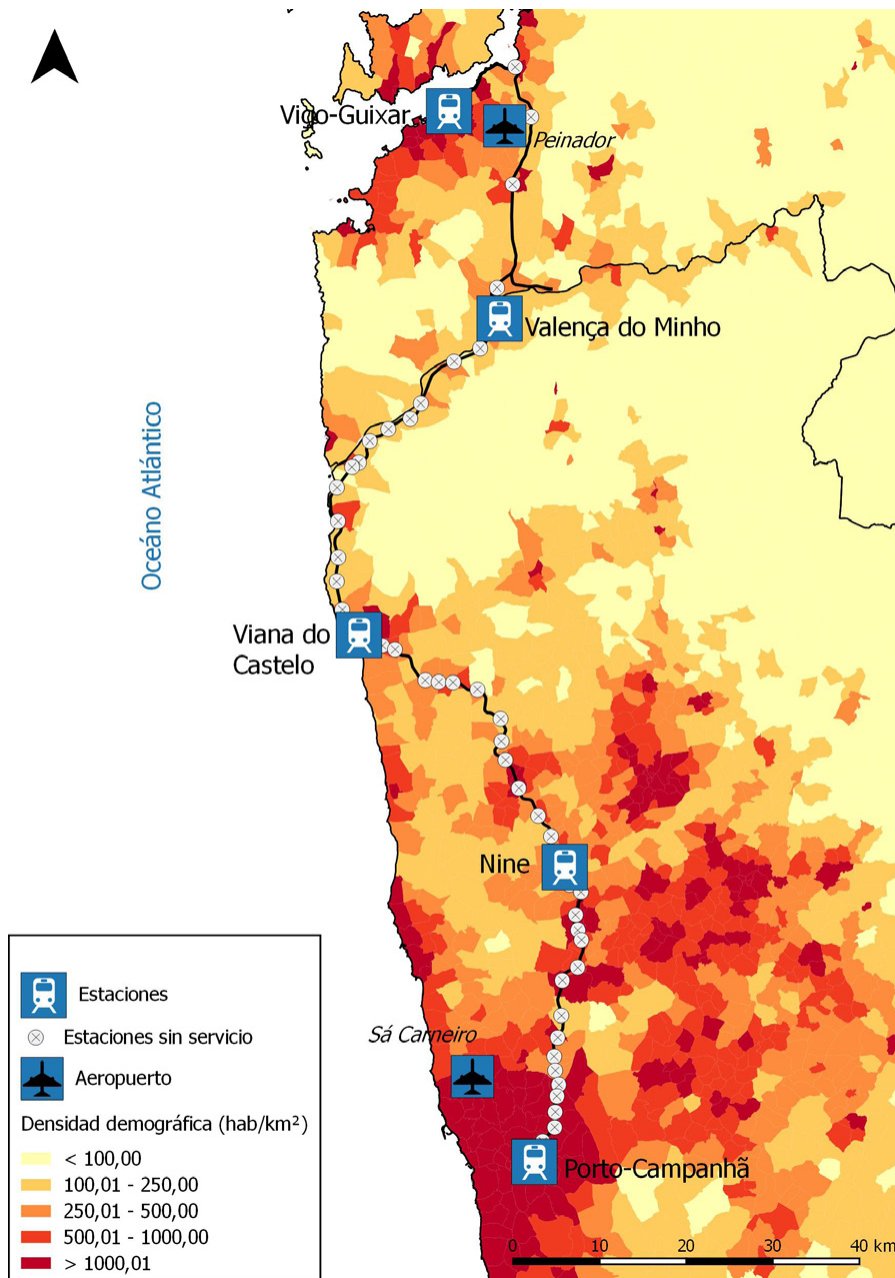 Vigo-Guixar
Peinador
Valença do Minho
Oceáno Atlántico
Viana do
Castelo
Nine
Sá Carneiro
Porto-Campanhã
Estaciones
Estaciones sin servicio
Aeropuerto
Densidad demográfica (hab/km²)
< 100,00
100,01 - 250,00
250,01 - 500,00
500,01 - 1000,00
> 1000,01
0 10 20 40 km